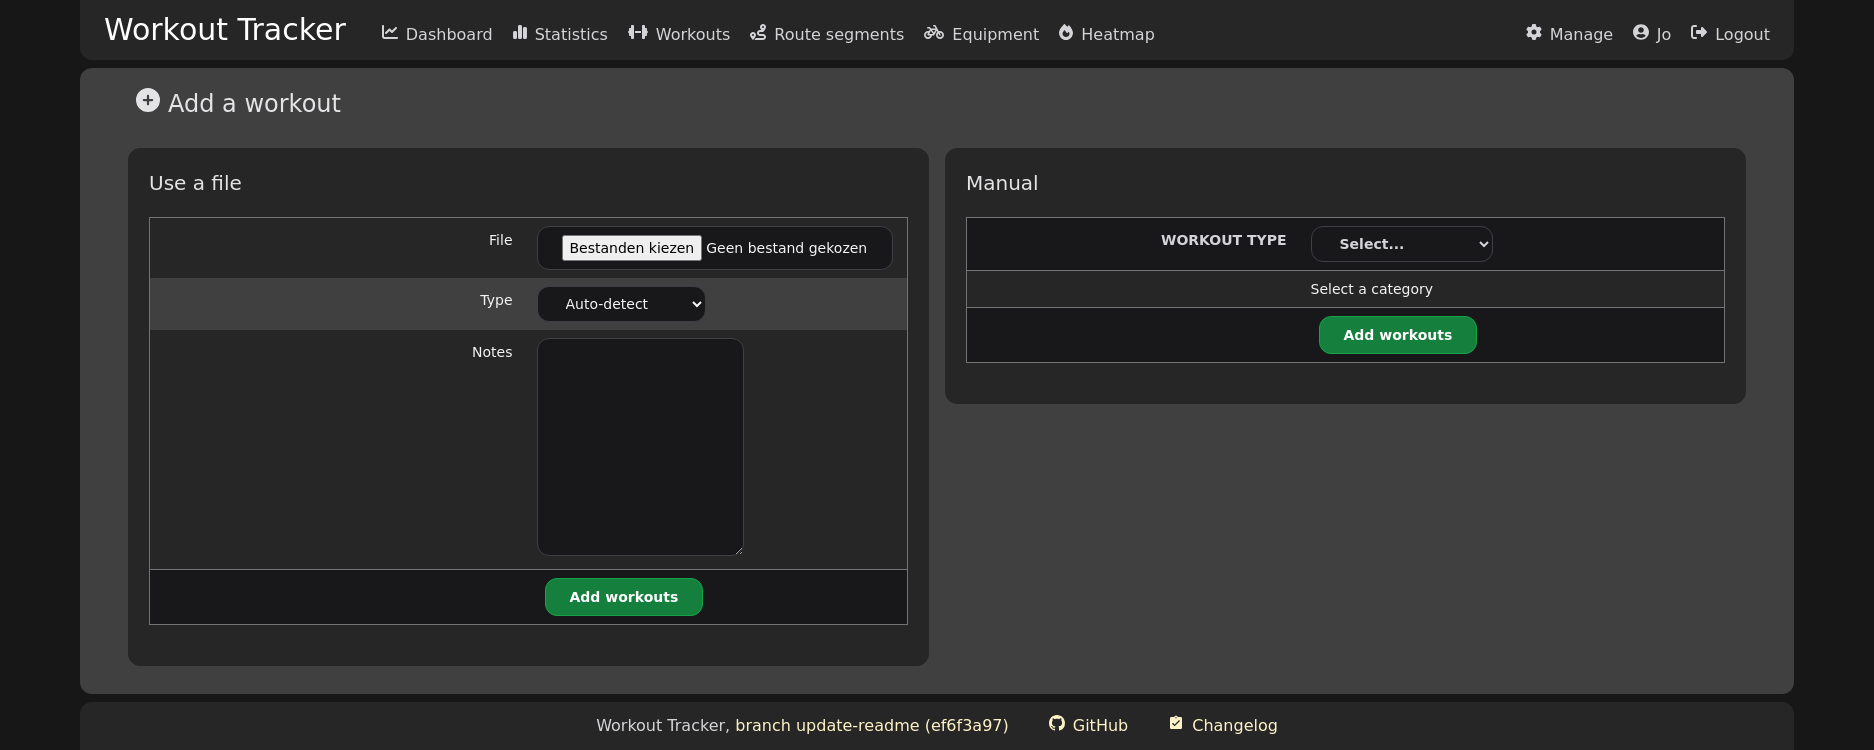 Workout Tracker Dashboard Statistics Workouts Route segments Equipment Heatmap Manage Jo Logout
Add a workout
Use a file
File Bestanden kiezen Geen bestand gekozen
Type Auto-detect
Notes
Add workouts
Manual
WORKOUT TYPE Select...
Select a category
Add workouts
Workout Tracker, branch update-readme (ef6f3a97) GitHub Changelog